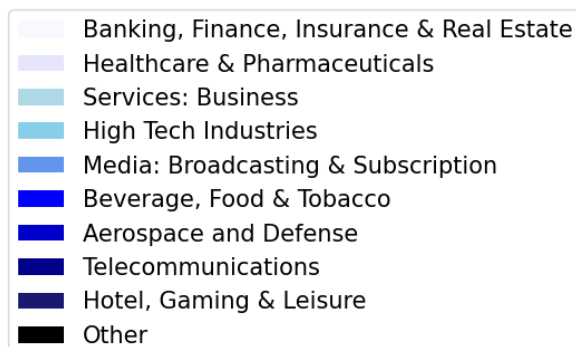 Banking, Finance, Insurance & Real Estate
Healthcare & Pharmaceuticals
Services: Business
High Tech Industries
Media: Broadcasting & Subscription
Beverage, Food & Tobacco
Aerospace and Defense
Telecommunications
Hotel, Gaming & Leisure
Other